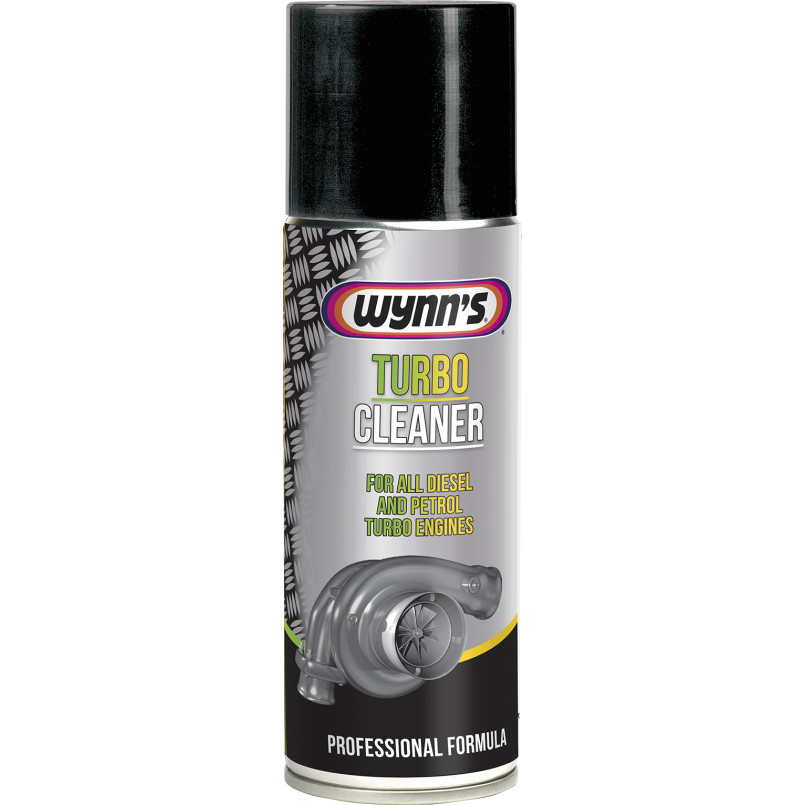 WYNN'S®
TURBO
CLEANER
FOR ALL DIESEL
AND PETROL
TURBO ENGINES
PROFESSIONAL FORMULA